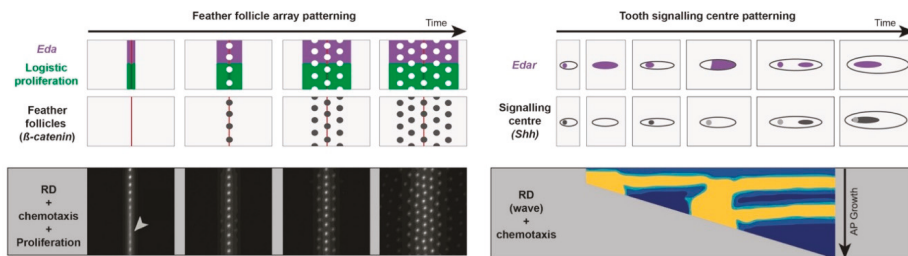 Feather follicle array patterning
Time
Eda
Logistic
proliferation
Feather
follicles
(ß-catenin)
RD
+
chemotaxis
+
Proliferation
Tooth signalling centre patterning
Time
Edar
Signalling
centre
(Shh)
RD
(wave) +
chemotaxis
AP Growth